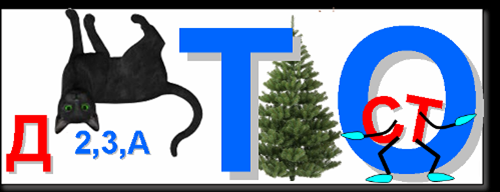 Д 2,3,А Т О СТ